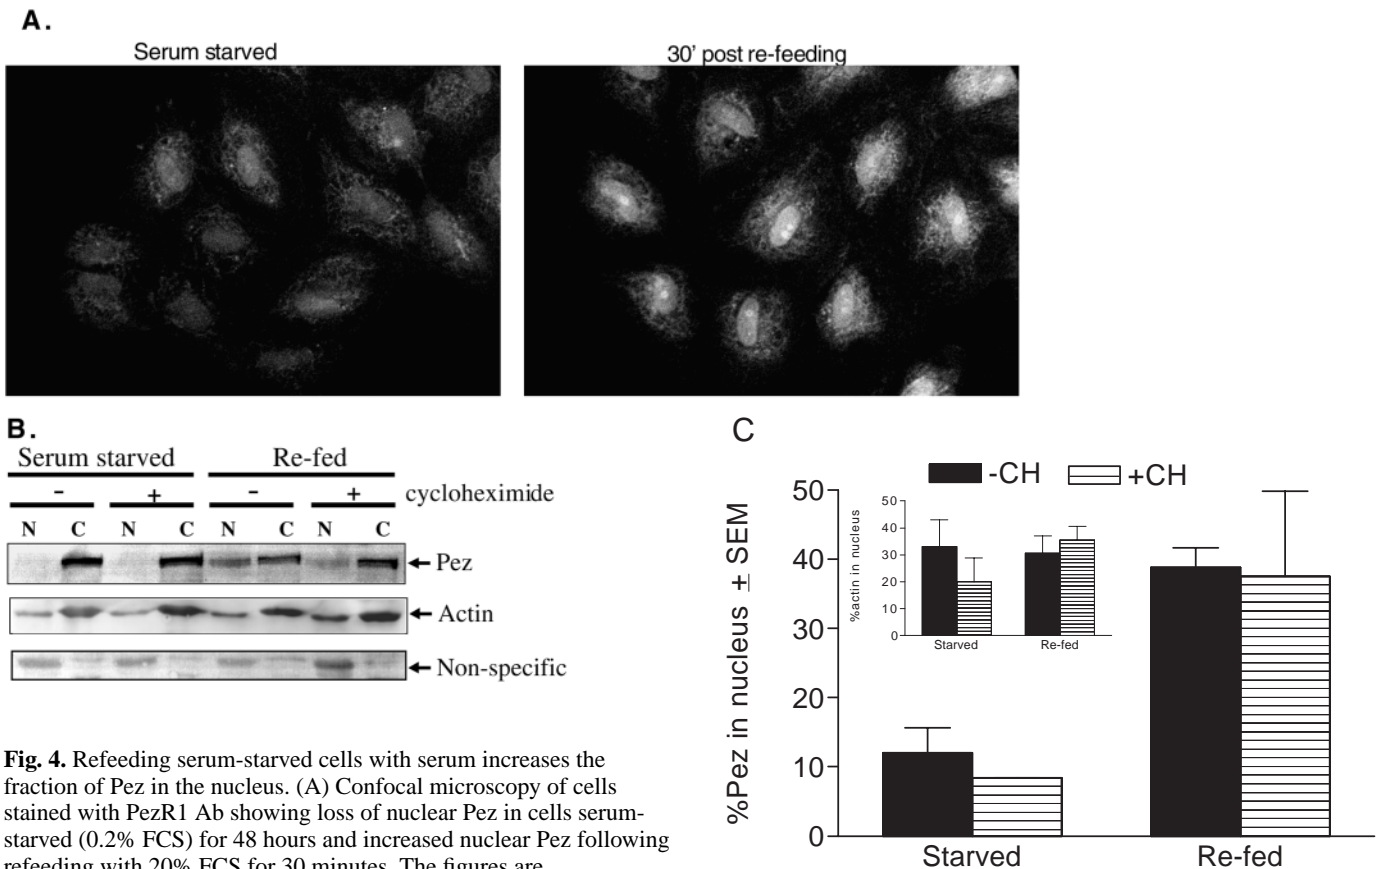 A.
Serum starved
30' post re-feeding
B.
Serum starved Re-fed
- + - + cycloheximide
N C N C N C N C
Pez
Actin
Non-specific
C
-CH +CH
%Pez in nucleus ± SEM
50
40
30
20
10
0
Starved Re-fed
%actin in nucleus
50
40
30
20
10
0
Starved Re-fed
Fig. 4. Refeeding serum-starved cells with serum increases the
fraction of Pez in the nucleus. (A) Confocal microscopy of cells
stained with PezR1 Ab showing loss of nuclear Pez in cells serum-
starved (0.2% FCS) for 48 hours and increased nuclear Pez following
refeeding with 20% FCS for 30 minutes. The figures are